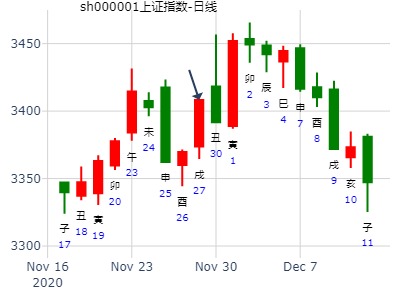 sh000001上证指数-日线
3450
3400
3350
3300
子
17
丑
18
寅
19
卯
20
午
23
未
24
申
25
酉
26
戌
27
丑
30
寅
1
卯
2
辰
3
巳
4
申
7
酉
8
戌
9
亥
10
子
11
Nov 16
2020
Nov 23
Nov 30
Dec 7